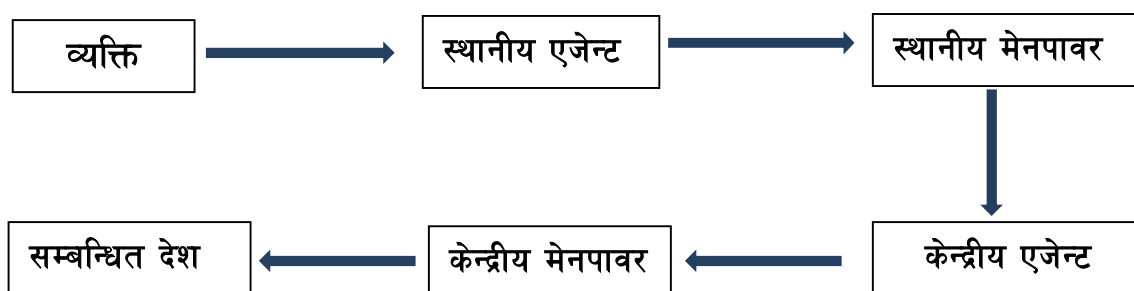 व्यक्ति
स्थानीय एजेन्ट
स्थानीय मेनपावर
केन्द्रीय एजेन्ट
केन्द्रीय मेनपावर
सम्बन्धित देश